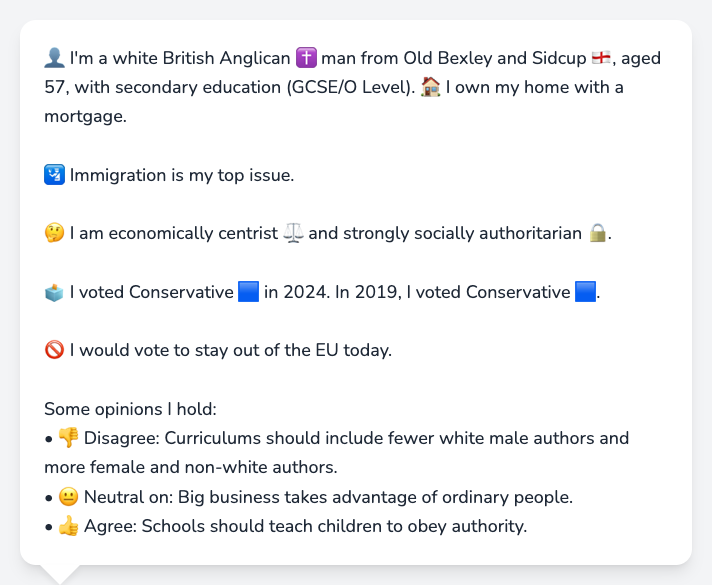 👤 I'm a white British Anglican ✝️ man from Old Bexley and Sidcup 🏴󠁧󠁢󠁥󠁮󠁧󠁿, aged
57, with secondary education (GCSE/O Level). 🏠 I own my home with a
mortgage.
🛂 Immigration is my top issue.
🤔 I am economically centrist ⚖️ and strongly socially authoritarian 🔒.
🗳️ I voted Conservative 🟦 in 2024. In 2019, I voted Conservative 🟦.
🚫 I would vote to stay out of the EU today.
Some opinions I hold:
• 👎 Disagree: Curriculums should include fewer white male authors and
more female and non-white authors.
• 😐 Neutral on: Big business takes advantage of ordinary people.
• 👍 Agree: Schools should teach children to obey authority.